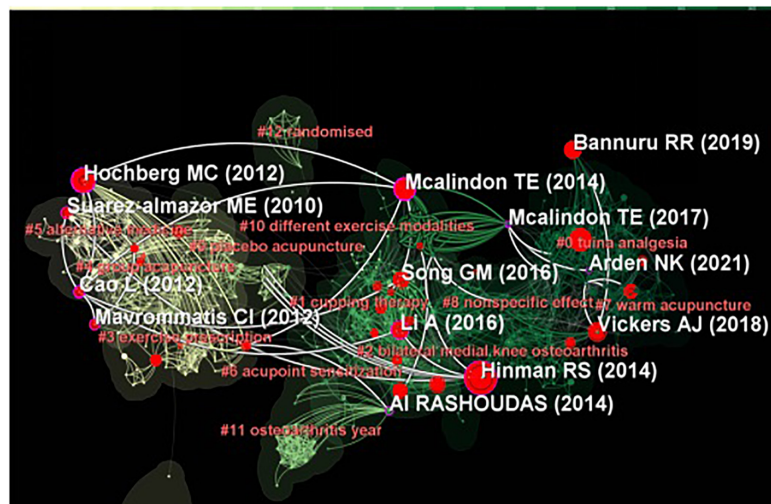 #12 randomised
Bannuru RR (2019)
Hochberg MC (2012)
Mcalindon TE (2014)
Suarez-almazor ME (2010)
Mcalindon TE (2017)
#5 alternative medicine
#10 different exercise modalities
#9 placebo acupuncture
#0 tuina analgesia
#4 group acupuncture
Song GM (2016)
Arden NK (2021)
Cao L (2012)
#1 cupping therapy
#8 nonspecific effect
#7 warm acupuncture
Mavrommatis CI (2012)
Li A (2016)
Vickers AJ (2018)
#3 exercise prescription
#2 bilateral medial knee osteoarthritis
#6 acupoint sensitization
Hinman RS (2014)
Al RASHOUDAS (2014)
#11 osteoarthritis year